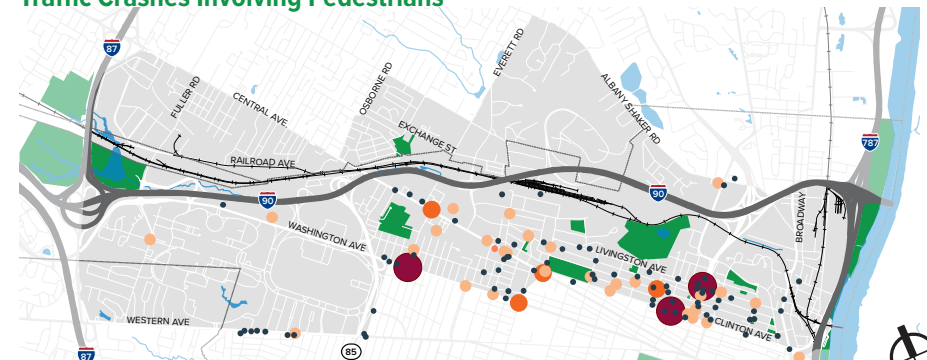 Traffic Crashes Involving Pedestrians
87
EVERETT RD
FULLER RD
OSBORNE RD
ALBANY SHAKER RD
CENTRAL AVE
EXCHANGE ST
787
RAILROAD AVE
90
90
BROADWAY
WASHINGTON AVE
LIVINGSTON AVE
WESTERN AVE
CLINTON AVE
85
87